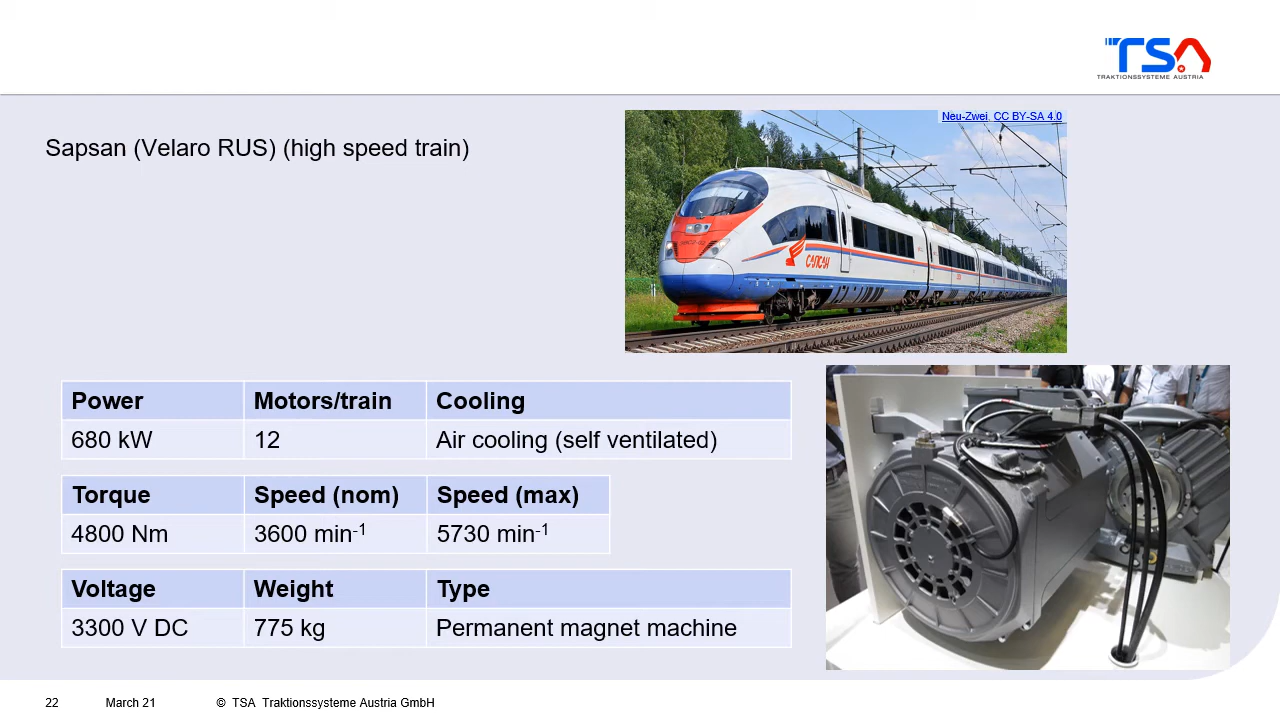 TSA
TRAKTIONSSYSTEME AUSTRIA
Neu-Zwei, CC BY-SA 4.0
Sapsan (Velaro RUS) (high speed train)
САПСАН
Power Motors/train Cooling
680 kW 12 Air cooling (self ventilated)
Torque Speed (nom) Speed (max)
4800 Nm 3600 min⁻¹ 5730 min⁻¹
Voltage Weight Type
3300 V DC 775 kg Permanent magnet machine
22 March 21 © TSA Traktionssysteme Austria GmbH